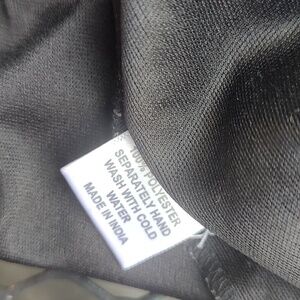 100% POLYESTER
SEPARATELY HAND
WASH WITH COLD
WATER
MADE IN INDIA